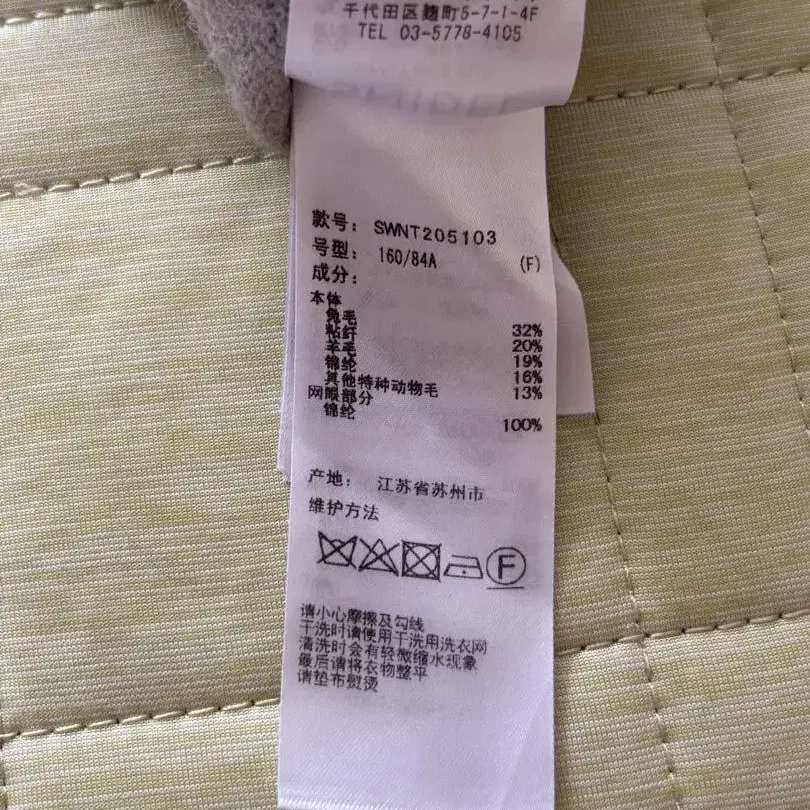 千代田区麹町5-7-1-4F
TEL 03-5778-4105
款号： SWNT205103
号型： 160/84A (F)
成分：
本体
兔毛 32%
粘纤 20%
羊毛 19%
锦纶 16%
其他特种动物毛 13%
网眼部分
锦纶 100%
产地： 江苏省苏州市
维护方法
F
请小心摩擦及勾线
干洗时请使用干洗用洗衣网
清洗时会有轻微缩水现象
最后请将衣物整平
请垫布熨烫